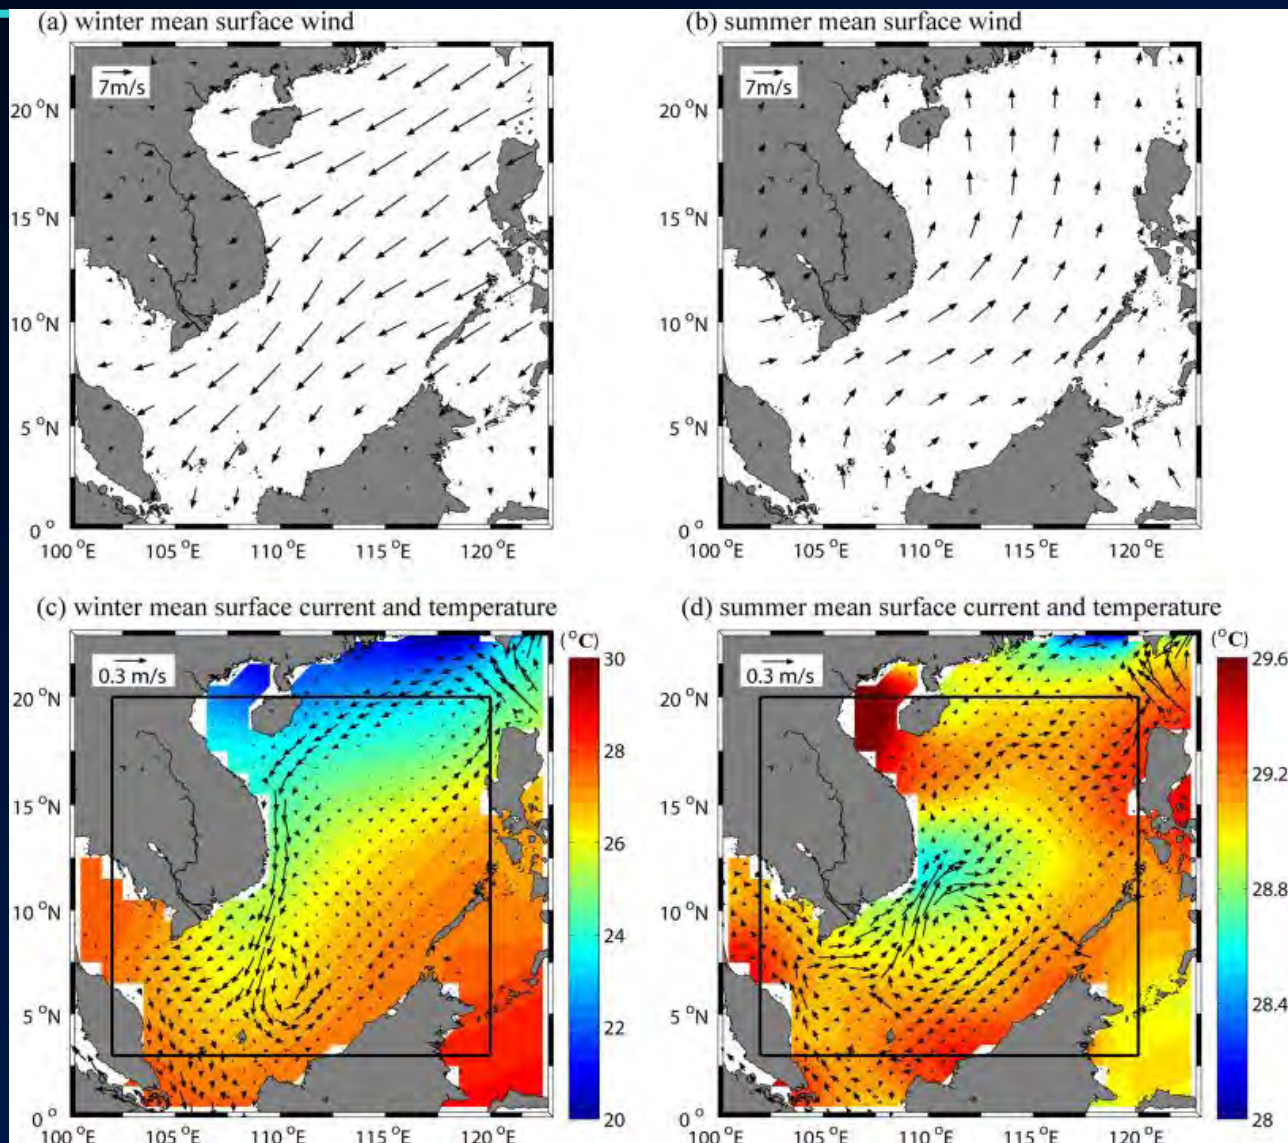 (a) winter mean surface wind
7m/s
20 °N
15 °N
10 °N
5 °N
0 °
100 °E 105 °E 110 °E 115 °E 120 °E
(b) summer mean surface wind
7m/s
20 °N
15 °N
10 °N
5 °N
0 °
100 °E 105 °E 110 °E 115 °E 120 °E
(c) winter mean surface current and temperature
(°C)
0.3 m/s
20 °N
15 °N
10 °N
5 °N
0 °
100 °E 105 °E 110 °E 115 °E 120 °E
30
28
26
24
22
20
(d) summer mean surface current and temperature
(°C)
0.3 m/s
20 °N
15 °N
10 °N
5 °N
0 °
100 °E 105 °E 110 °E 115 °E 120 °E
29.6
29.2
28.8
28.4
28